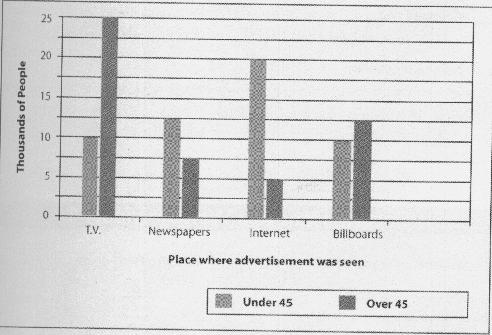 25
20
15
10
5
0
Thousands of People
T.V. Newspapers Internet Billboards
Place where advertisement was seen
Under 45 Over 45